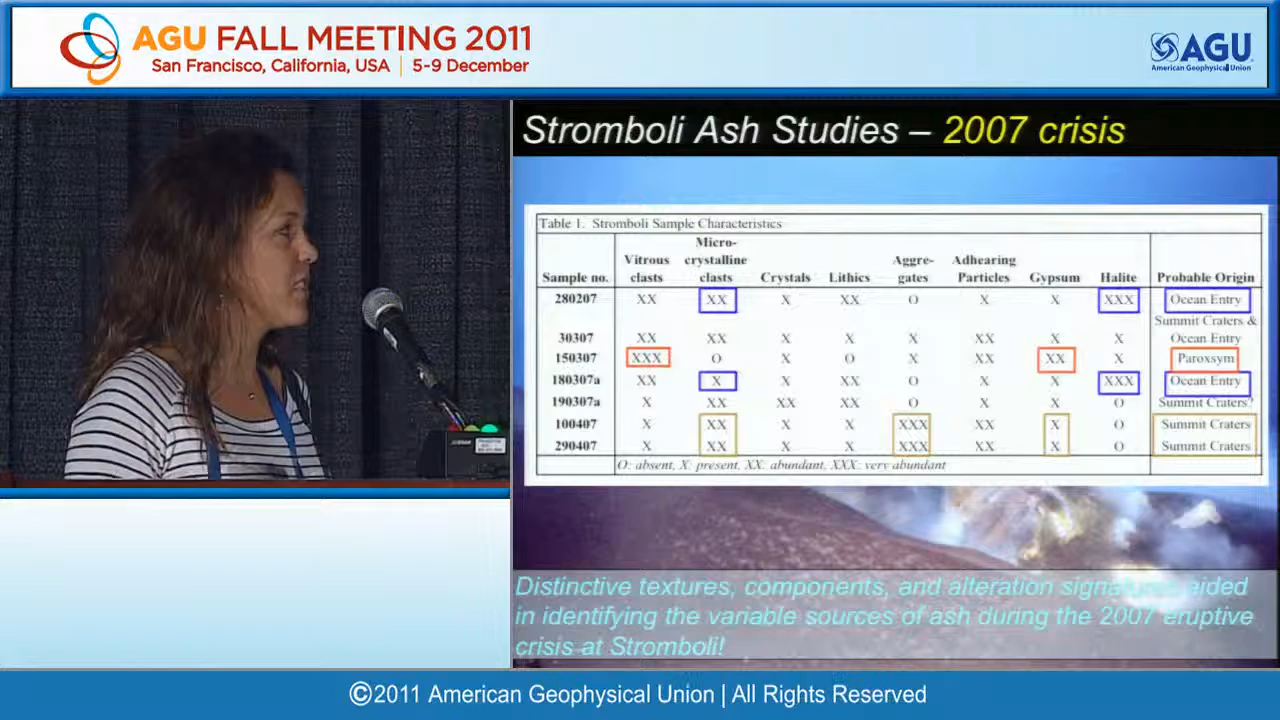 AGU FALL MEETING 2011
San Francisco, California, USA | 5-9 December
AGU
American Geophysical Union
Stromboli Ash Studies – 2007 crisis
Table 1. Stromboli Sample Characteristics
Sample no. Vitrous clasts Micro-crystalline clasts Crystals Lithics Aggre-gates Adhearing Particles Gypsum Halite Probable Origin
280207 XX XX X XX O X X XXX Ocean Entry
30307 XX XX X X X XX X X Summit Craters & Ocean Entry
150307 XXX O X O X XX XX X Paroxsym
180307a XX X X XX O X X XXX Ocean Entry
190307a X XX XX XX O X X O Summit Craters?
100407 X XX X X XXX XX X O Summit Craters
290407 X XX X X XXX XX X O Summit Craters
O: absent, X: present, XX: abundant, XXX: very abundant
Distinctive textures, components, and alteration signatures aided
in identifying the variable sources of ash during the 2007 eruptive
crisis at Stromboli!
©2011 American Geophysical Union | All Rights Reserved